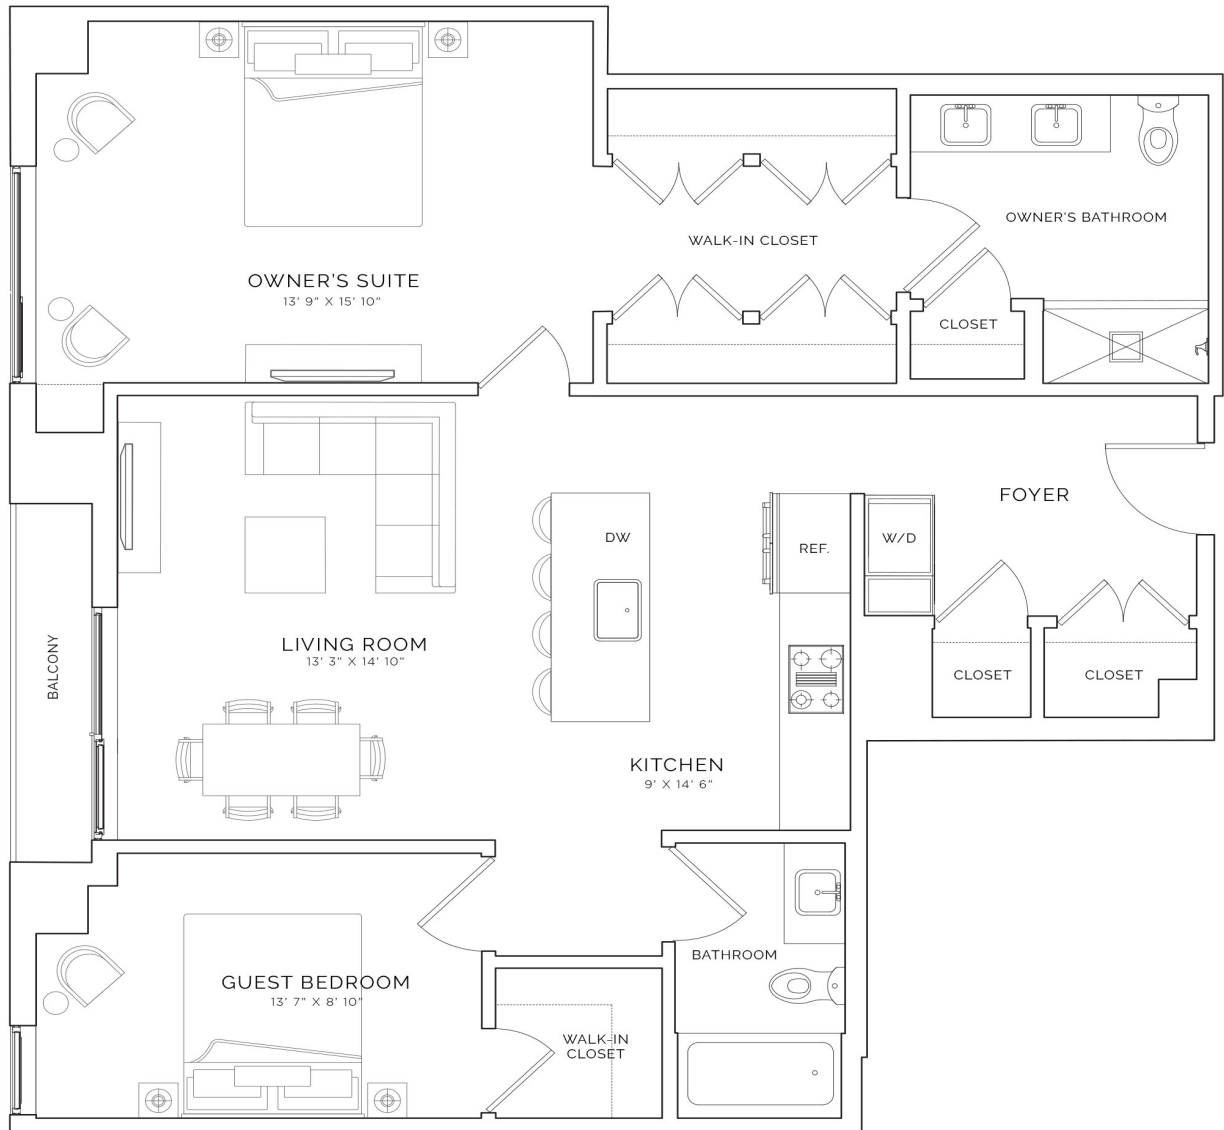 WALK-IN CLOSET
OWNER'S BATHROOM
OWNER'S SUITE
13' 9" X 15' 10"
CLOSET
FOYER
DW
REF.
W/D
LIVING ROOM
13' 3" X 14' 10"
BALCONY
CLOSET
CLOSET
KITCHEN
9' X 14' 6"
BATHROOM
GUEST BEDROOM
13' 7" X 8' 10"
WALK-IN
CLOSET